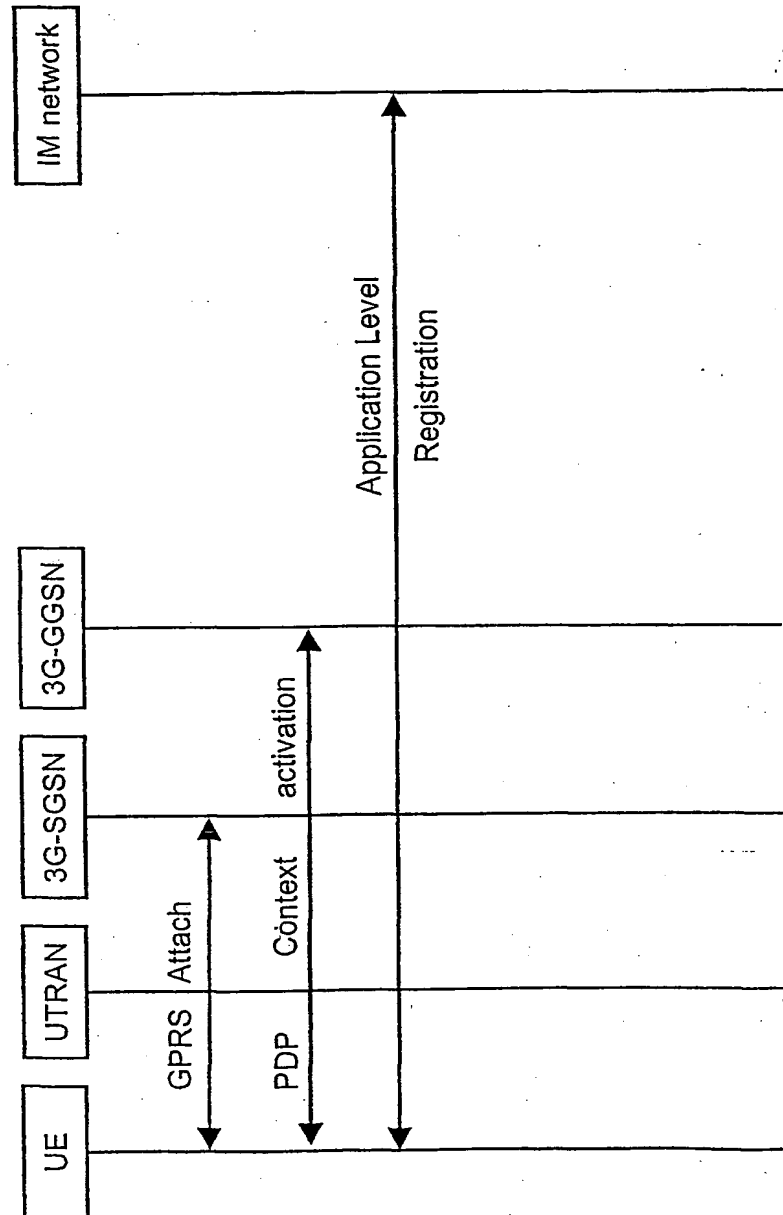 UE
UTRAN
3G-SGSN
3G-GGSN
IM network
GPRS Attach
PDP Context activation
Application Level
Registration